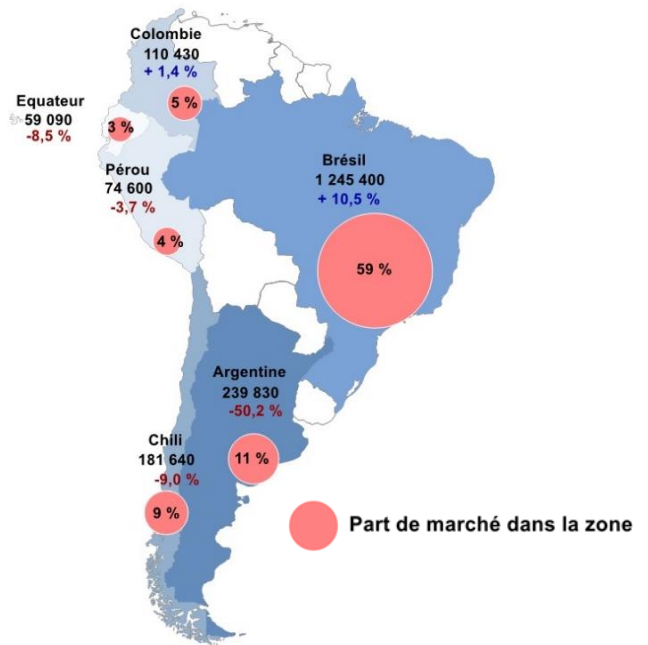 Colombie
110 430
+ 1,4 %
5 %
Equateur
59 090
-8,5 %
3 %
Pérou
74 600
-3,7 %
4 %
Brésil
1 245 400
+ 10,5 %
59 %
Argentine
239 830
-50,2 %
11 %
Chili
181 640
-9,0 %
9 %
Part de marché dans la zone